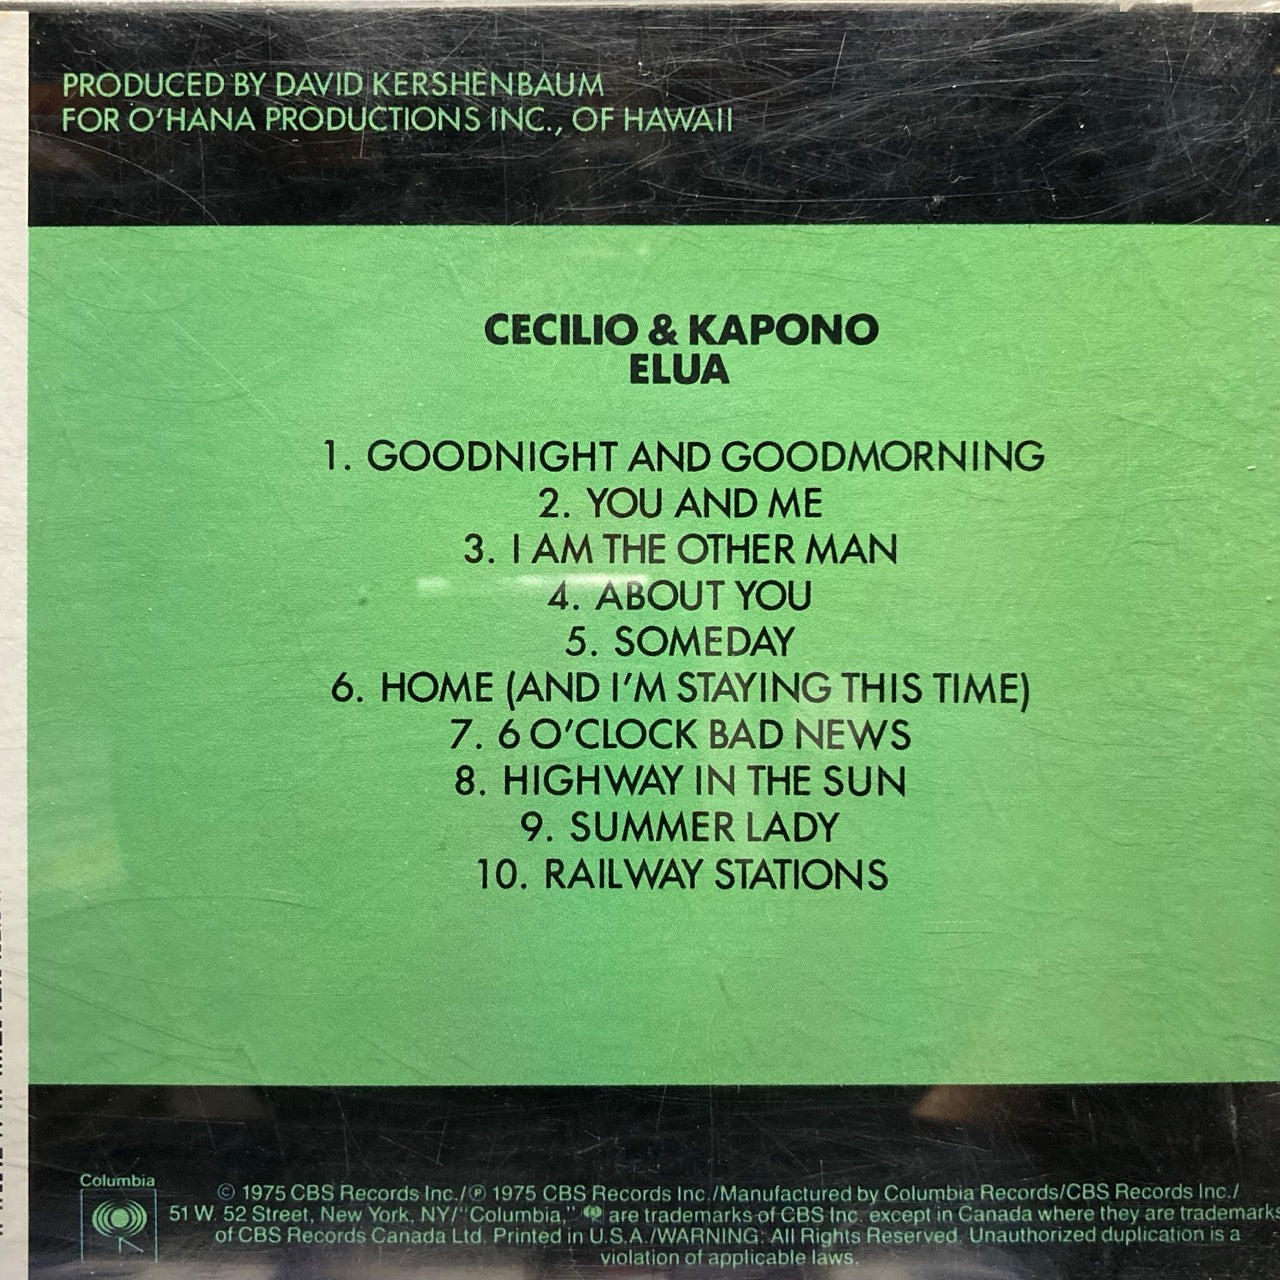 PRODUCED BY DAVID KERSHENBAUM
FOR O'HANA PRODUCTIONS INC., OF HAWAII
CECILIO & KAPONO
ELUA
1. GOODNIGHT AND GOODMORNING
2. YOU AND ME
3. I AM THE OTHER MAN
4. ABOUT YOU
5. SOMEDAY
6. HOME (AND I'M STAYING THIS TIME)
7. 6 O'CLOCK BAD NEWS
8. HIGHWAY IN THE SUN
9. SUMMER LADY
10. RAILWAY STATIONS
Columbia
© 1975 CBS Records Inc./℗ 1975 CBS Records Inc./Manufactured by Columbia Records/CBS Records Inc./
51 W. 52 Street, New York, NY/"Columbia," are trademarks of CBS Inc. except in Canada where they are trademarks
of CBS Records Canada Ltd. Printed in U.S.A./WARNING: All Rights Reserved. Unauthorized duplication is a
violation of applicable laws.